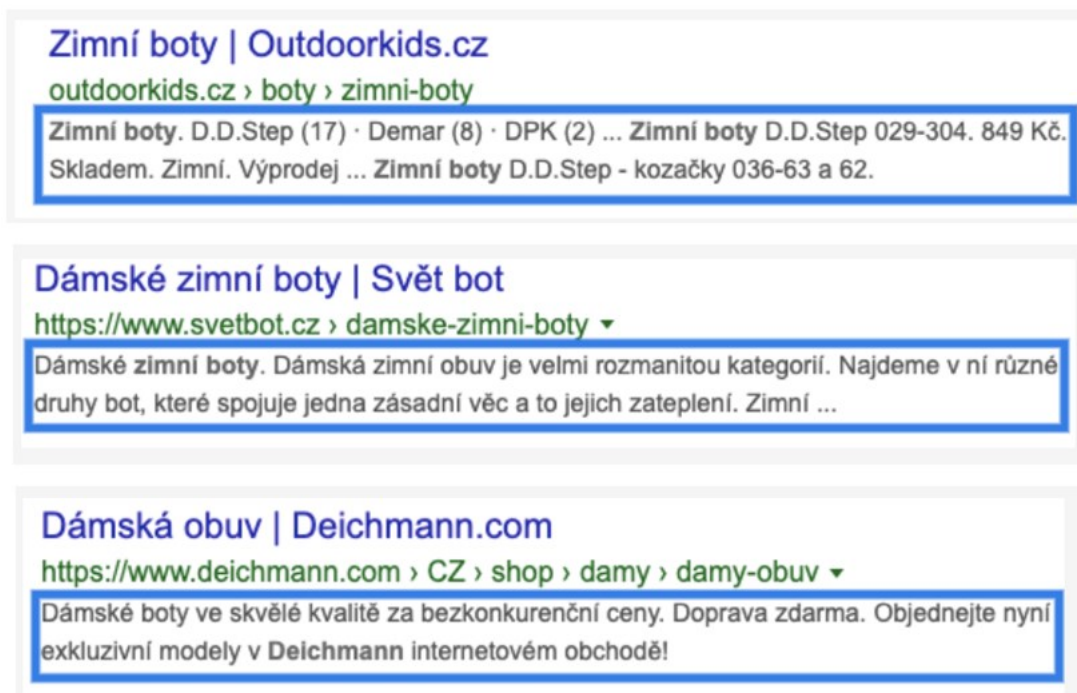 Zimní boty | Outdoorkids.cz
outdoorkids.cz › boty › zimni-boty
Zimní boty. D.D.Step (17) · Demar (8) · DPK (2) ... Zimní boty D.D.Step 029-304. 849 Kč.
Skladem. Zimní. Výprodej ... Zimní boty D.D.Step - kozačky 036-63 a 62.
Dámské zimní boty | Svět bot
https://www.svetbot.cz › damske-zimni-boty
Dámské zimní boty. Dámská zimní obuv je velmi rozmanitou kategorií. Najdeme v ní různé
druhy bot, které spojuje jedna zásadní věc a to jejich zateplení. Zimní ...
Dámská obuv | Deichmann.com
https://www.deichmann.com › CZ › shop › damy › damy-obuv
Dámské boty ve skvělé kvalitě za bezkonkurenční ceny. Doprava zdarma. Objednejte nyní
exkluzivní modely v Deichmann internetovém obchodě!